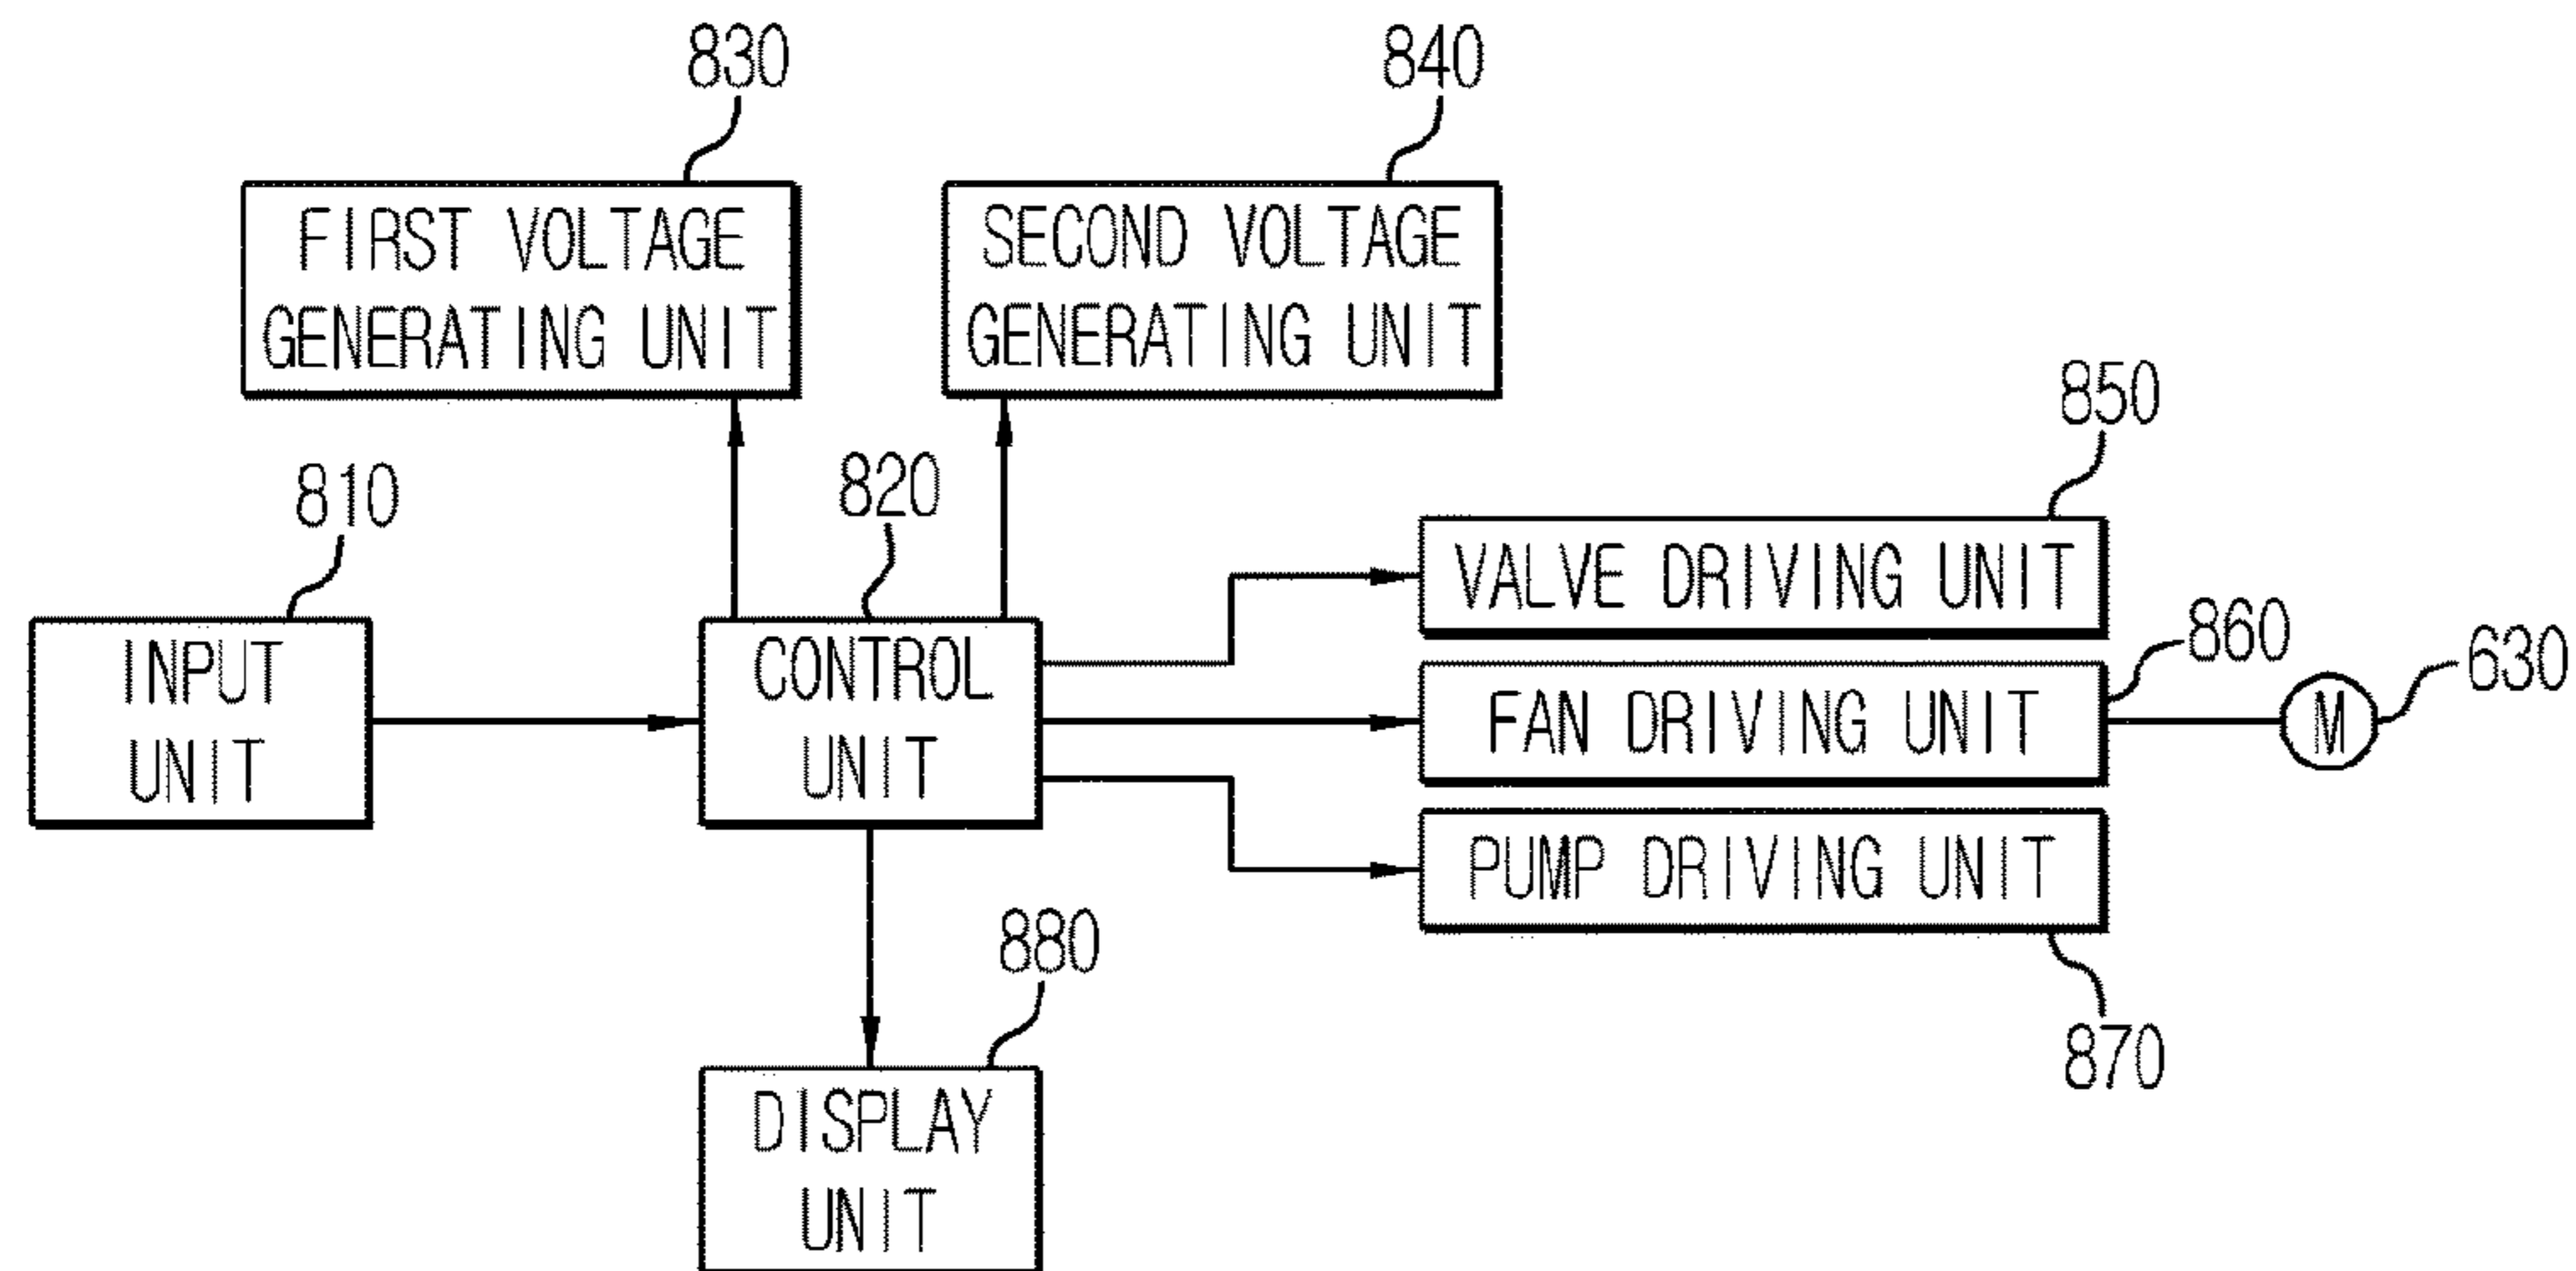 830
840
FIRST VOLTAGE
GENERATING UNIT
SECOND VOLTAGE
GENERATING UNIT
850
810
820
VALVE DRIVING UNIT
860
630
INPUT
UNIT
CONTROL
UNIT
FAN DRIVING UNIT
M
PUMP DRIVING UNIT
880
870
DISPLAY
UNIT